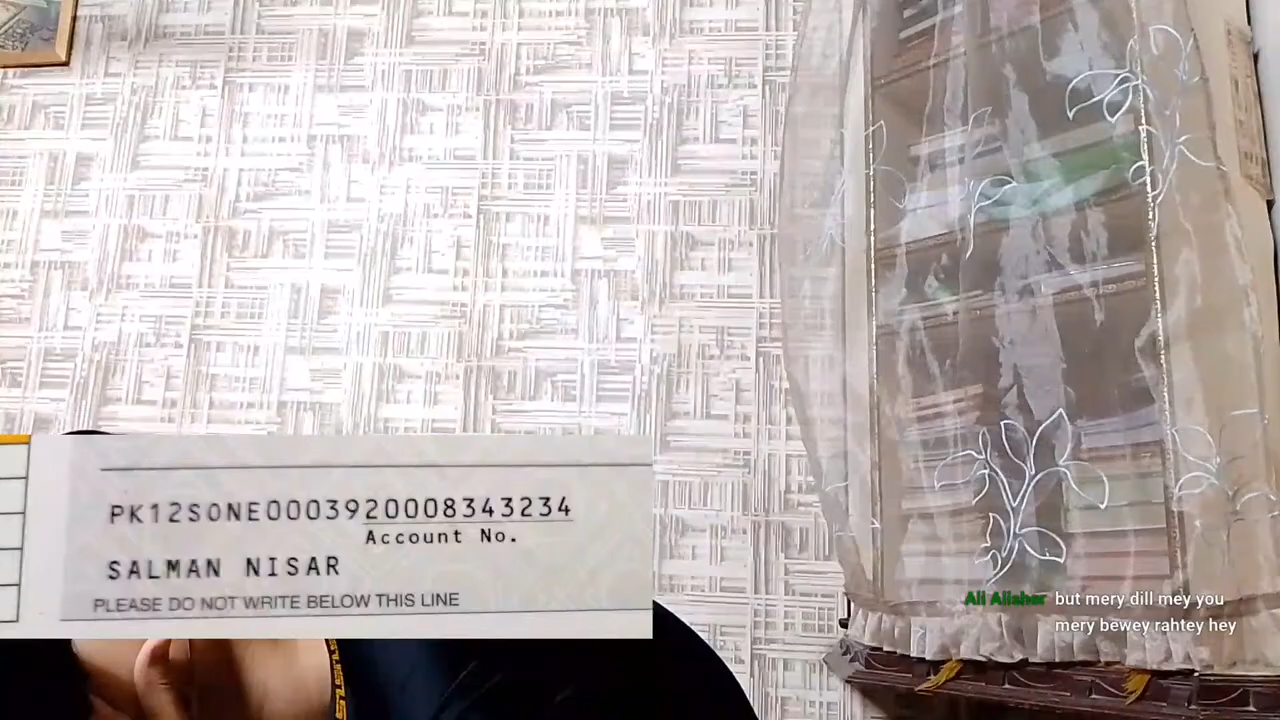 PK12SONE0003920008343234
Account No.
SALMAN NISAR
PLEASE DO NOT WRITE BELOW THIS LINE
Ali Alisher but mery dill mey you
mery bewey rahtey hey